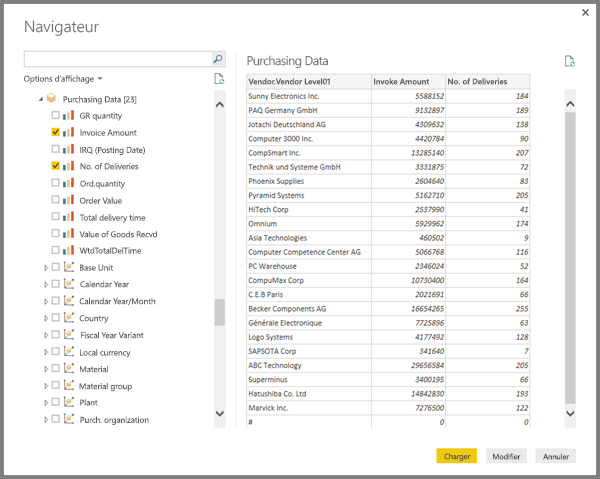 Navigateur
Options d'affichage
Purchasing Data [23]
GR quantity
Invoice Amount
IRQ (Posting Date)
No. of Deliveries
Ord.quantity
Order Value
Total delivery time
Value of Goods Recvd
WtdTotalDelTime
Base Unit
Calendar Year
Calendar Year/Month
Country
Fiscal Year Variant
Local currency
Material
Material group
Plant
Purch. organization
Purchasing Data
Vendor.Vendor Level01 Invoke Amount No. of Deliveries
Sunny Electronics Inc. 5588152 184
PAQ Germany GmbH 9132897 189
Jotachi Deutschland AG 4309632 138
Computer 3000 Inc. 4420784 90
CompSmart Inc. 13285140 207
Technik und Systeme GmbH 3331875 72
Phoenix Supplies 2604640 83
Pyramid Systems 5162710 205
HiTech Corp 2537990 41
Omnium 5929962 174
Asia Technologies 460502 9
Computer Competence Center AG 5066768 116
PC Warehouse 2346024 52
CompuMax Corp 10730400 164
C.E.B Paris 2021691 66
Becker Components AG 16654265 255
Générale Electronique 7725896 63
Logo Systems 4177492 128
SAPSOTA Corp 341640 7
ABC Technology 29656584 205
Superminus 3400195 66
Hatushiba Co. Ltd 14842830 193
Marvick Inc. 7276500 122
# 0 0
Charger Modifier Annuler